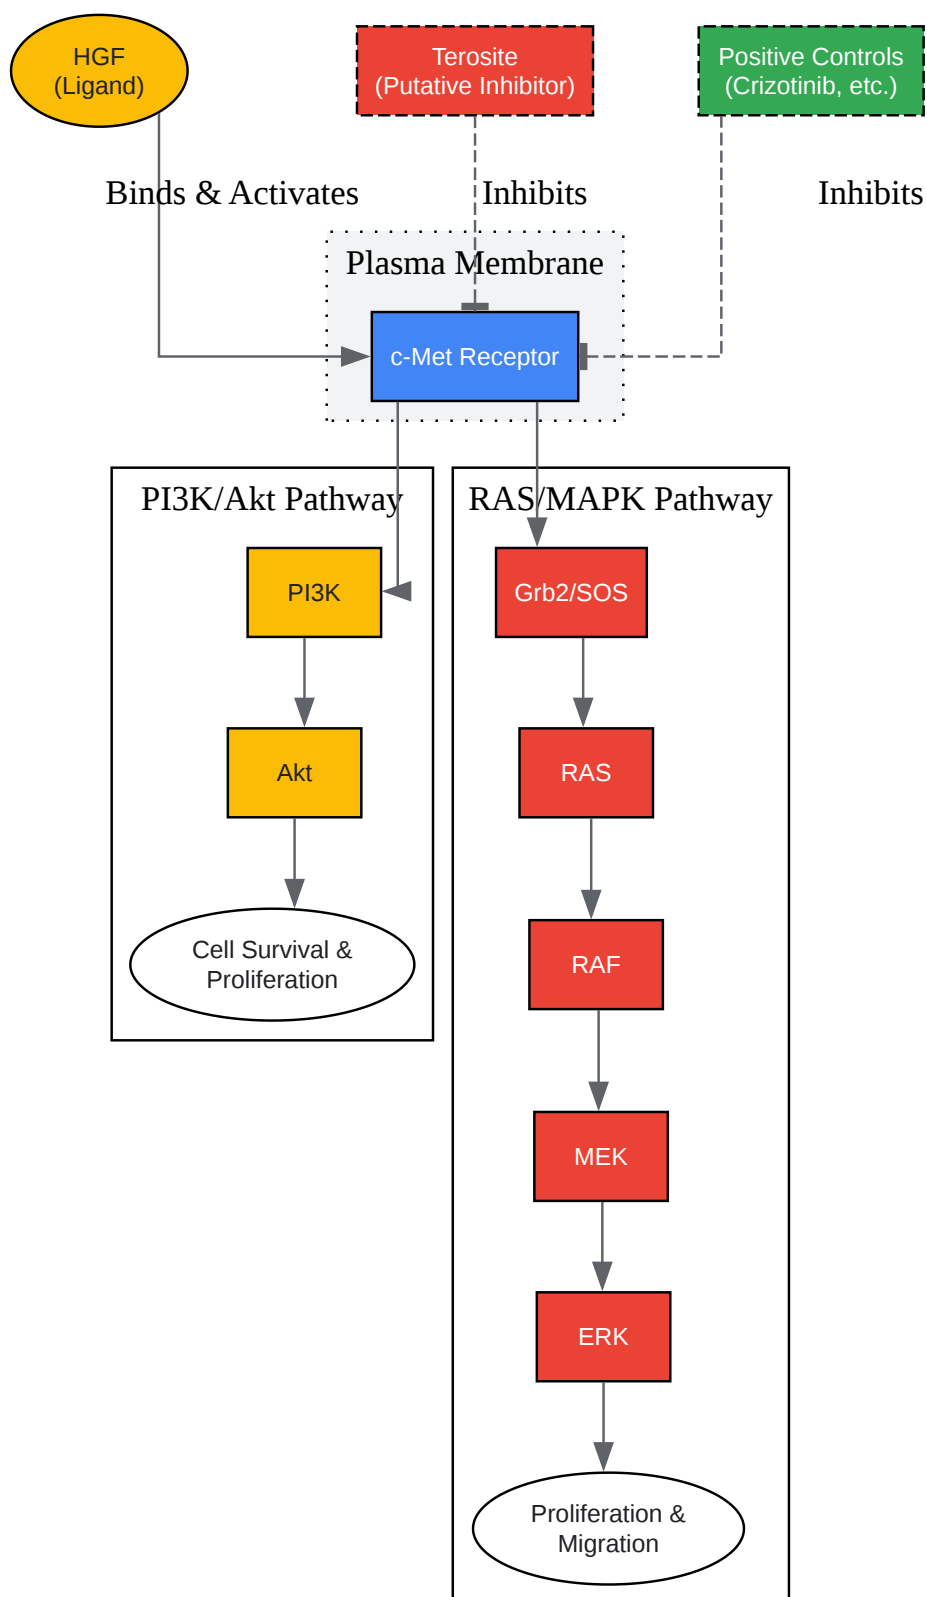 HGF
(Ligand)
Terosite
(Putative Inhibitor)
Positive Controls
(Crizotinib, etc.)
Binds & Activates
Inhibits
Inhibits
Plasma Membrane
c-Met Receptor
PI3K/Akt Pathway
RAS/MAPK Pathway
PI3K
Grb2/SOS
Akt
RAS
Cell Survival &
Proliferation
RAF
MEK
ERK
Proliferation &
Migration